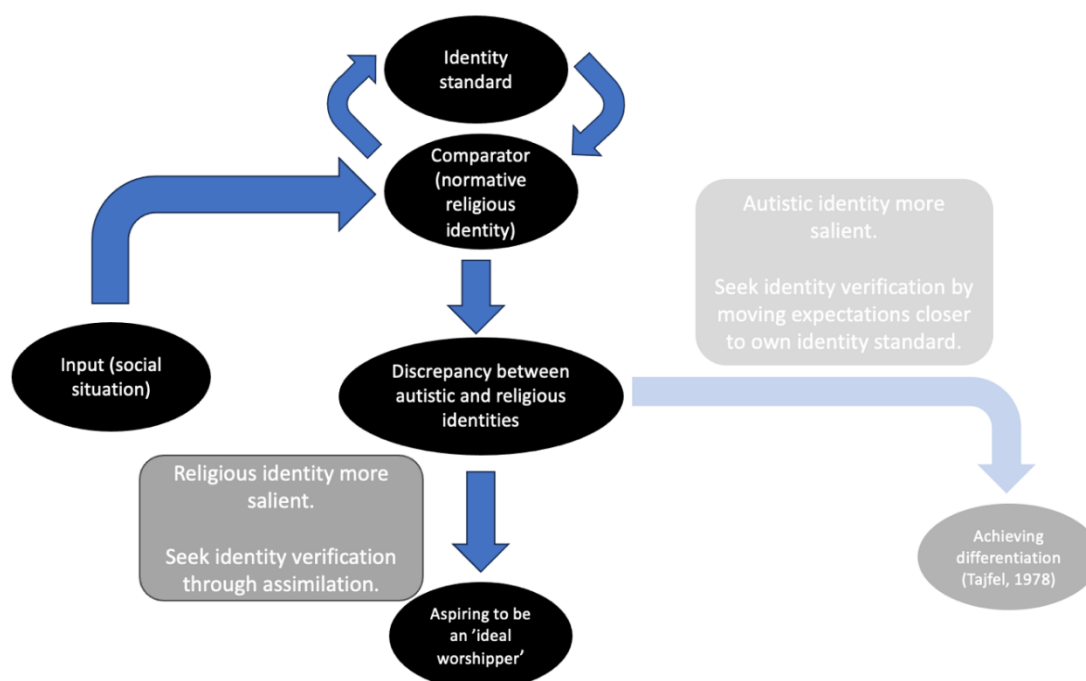 Identity
standard
Comparator
(normative
religious
identity)
Autistic identity more
salient.
Seek identity verification by
moving expectations closer
to own identity standard.
Input (social
situation)
Discrepancy between
autistic and religious
identities
Religious identity more
salient.
Seek identity verification
through assimilation.
Achieving
differentiation
(Tajfel, 1978)
Aspiring to be
an ’ideal
worshipper’